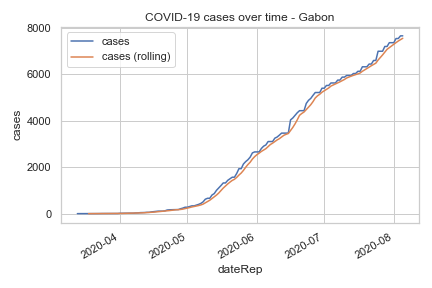 COVID-19 cases over time - Gabon
8000
cases
cases (rolling)
6000
cases
4000
2000
0
2020-04
2020-05
2020-06
2020-07
2020-08
dateRep